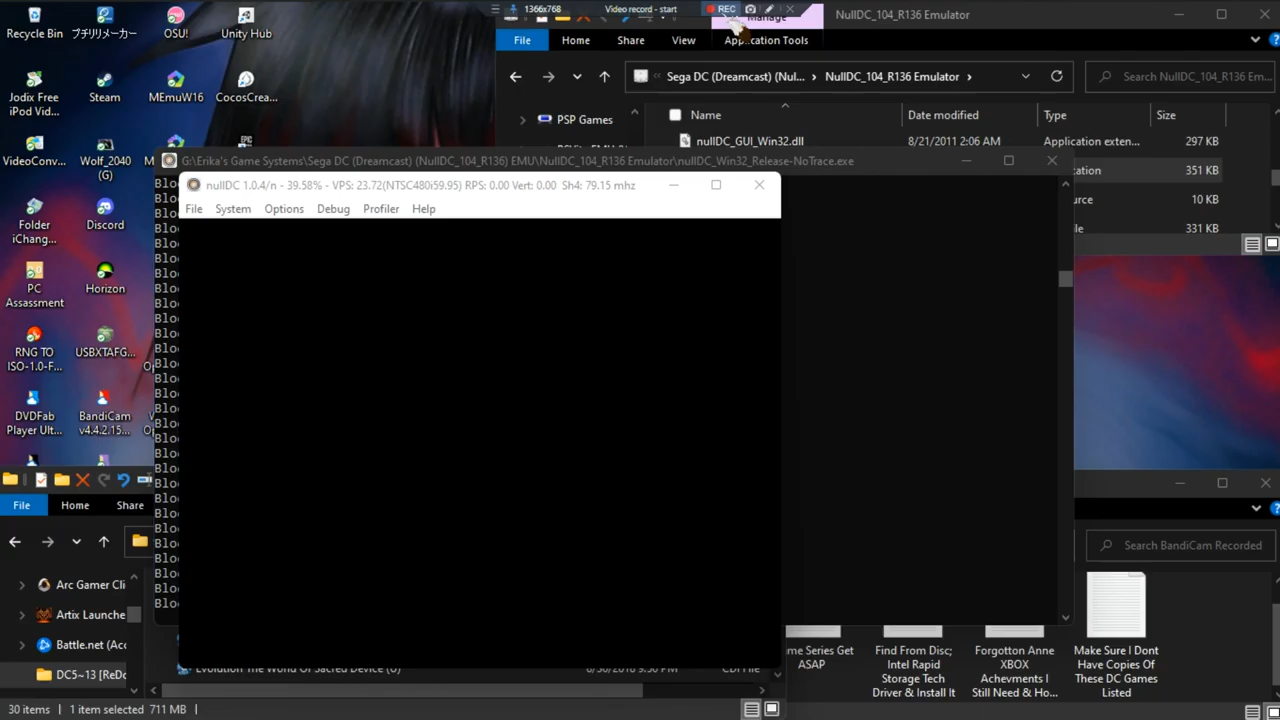 1366x768
Video record - start
REC
Manage
NullDC_104_R136 Emulator
File
Home
Share
View
Application Tools
Sega DC (Dreamcast) (Nul...
NullDC_104_R136 Emulator
Search NullDC_104_R136 Em...
PSP Games
Name
Date modified
Type
Size
nullDC_GUI_Win32.dll
8/21/2011 2:06 AM
Application exten...
297 KB
351 KB
10 KB
331 KB
Recycle Bin
プチリメーカー
OSU!
Unity Hub
Jodix Free iPod Vid...
Steam
MEmuW16
CocosCrea...
VideoConv...
Wolf_2040 (G)
EPIC
Folder iChang...
Discord
PC Assassment
Horizon
RNG TO ISO-1.0-F...
USBXTAFG...
DVDFab Player Ult...
BandiCam v4.4.2.15...
G:\Erika's Game Systems\Sega DC (Dreamcast) (NullDC_104_R136) EMU\NullDC_104_R136 Emulator\nullDC_Win32_Release-NoTrace.exe
nullDC 1.0.4/n - 39.58% - VPS: 23.72(NTSC480i59.95) RPS: 0.00 Vert: 0.00 Sh4: 79.15 mhz
File
System
Options
Debug
Profiler
Help
File
Home
Share
Arc Gamer Cli
Artix Launche
Battle.net (Acc
DC5~13 [ReDc
30 items
1 item selected 711 MB
Evolution The World Of Sacred Device (U)
8/30/2018 9:50 PM
CDI File
Search BandiCam Recorded
ame Series Get ASAP
Find From Disc; Intel Rapid Storage Tech Driver & Install It
Forgotton Anne XBOX Achevments I Still Need & Ho...
Make Sure I Dont Have Copies Of These DC Games Listed